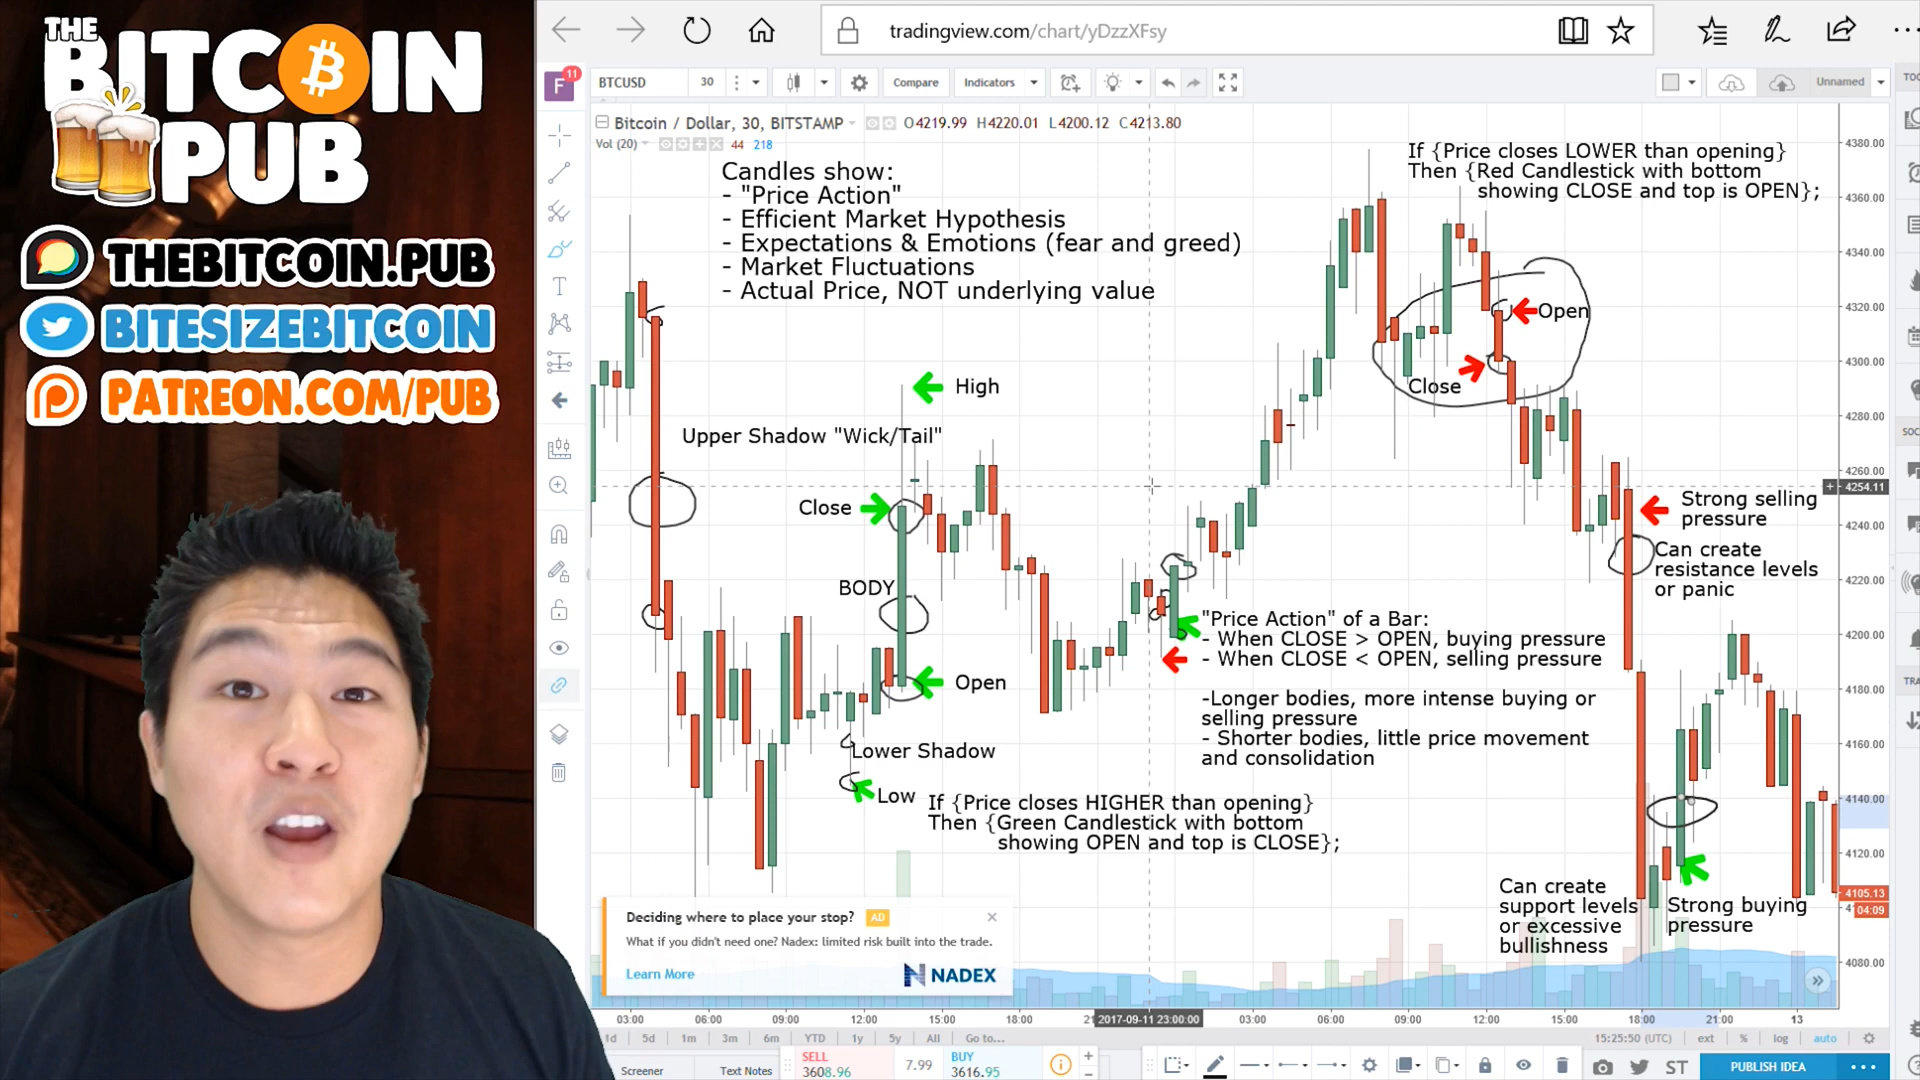 THE
BITCOIN
PUB
THEBITCOIN.PUB
BITESIZEBITCOIN
PATREON.COM/PUB
tradingview.com/chart/yDzzXFsy
F
11
BTCUSD
30
Compare
Indicators
Unnamed
Bitcoin / Dollar, 30, BITSTAMP
O4219.99 H4220.01 L4200.12 C4213.80
Vol (20)
44 218
Candles show:
- "Price Action"
- Efficient Market Hypothesis
- Expectations & Emotions (fear and greed)
- Market Fluctuations
- Actual Price, NOT underlying value
If {Price closes LOWER than opening}
Then {Red Candlestick with bottom
showing CLOSE and top is OPEN};
Open
Close
High
Upper Shadow "Wick/Tail"
Close
BODY
Open
Lower Shadow
Low
If {Price closes HIGHER than opening}
Then {Green Candlestick with bottom
showing OPEN and top is CLOSE};
"Price Action" of a Bar:
- When CLOSE > OPEN, buying pressure
- When CLOSE < OPEN, selling pressure
-Longer bodies, more intense buying or
selling pressure
- Shorter bodies, little price movement
and consolidation
Strong selling
pressure
Can create
resistance levels
or panic
Can create
support levels
or excessive
bullishness
Strong buying
pressure
4380.00
4360.00
4340.00
4320.00
4300.00
4280.00
4260.00
4254.11
4240.00
4220.00
4200.00
4180.00
4160.00
4140.00
4120.00
4105.13
04:09
4080.00
Deciding where to place your stop? AD
What if you didn't need one? Nadex: limited risk built into the trade.
Learn More
NADEX
03:00 06:00 09:00 12:00 15:00 18:00 2017-09-11 23:00:00 03:00 06:00 09:00 12:00 15:00 18:00 21:00 13
1d 5d 1m 3m 6m YTD 1y 5y All Go to...
15:25:50 (UTC) ext % log auto
Screener
Text Notes
SELL
3608.96
7.99
BUY
3616.95
ST
PUBLISH IDEA